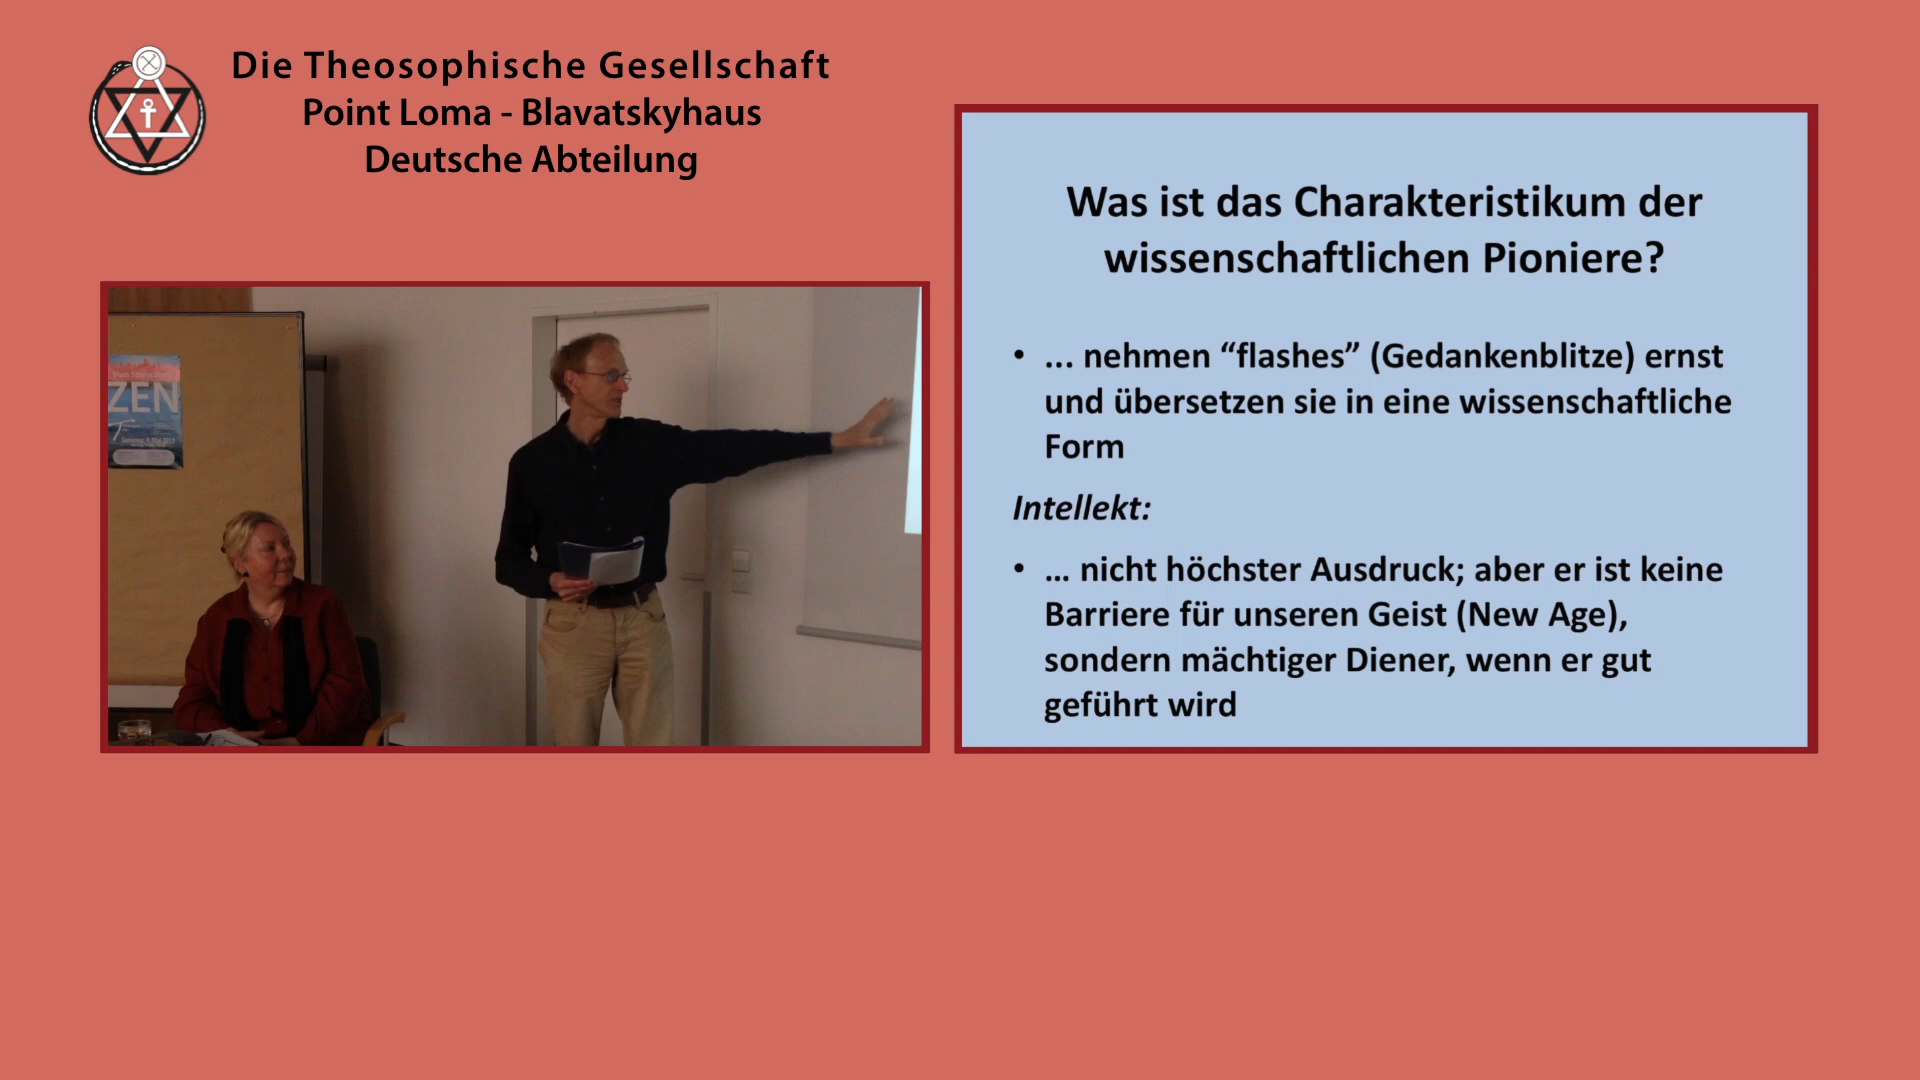 Die Theosophische Gesellschaft
Point Loma - Blavatskyhaus
Deutsche Abteilung
Was ist das Charakteristikum der
wissenschaftlichen Pioniere?
• ... nehmen “flashes” (Gedankenblitze) ernst
und übersetzen sie in eine wissenschaftliche
Form
Intellekt:
• ... nicht höchster Ausdruck; aber er ist keine
Barriere für unseren Geist (New Age),
sondern mächtiger Diener, wenn er gut
geführt wird
ZEN